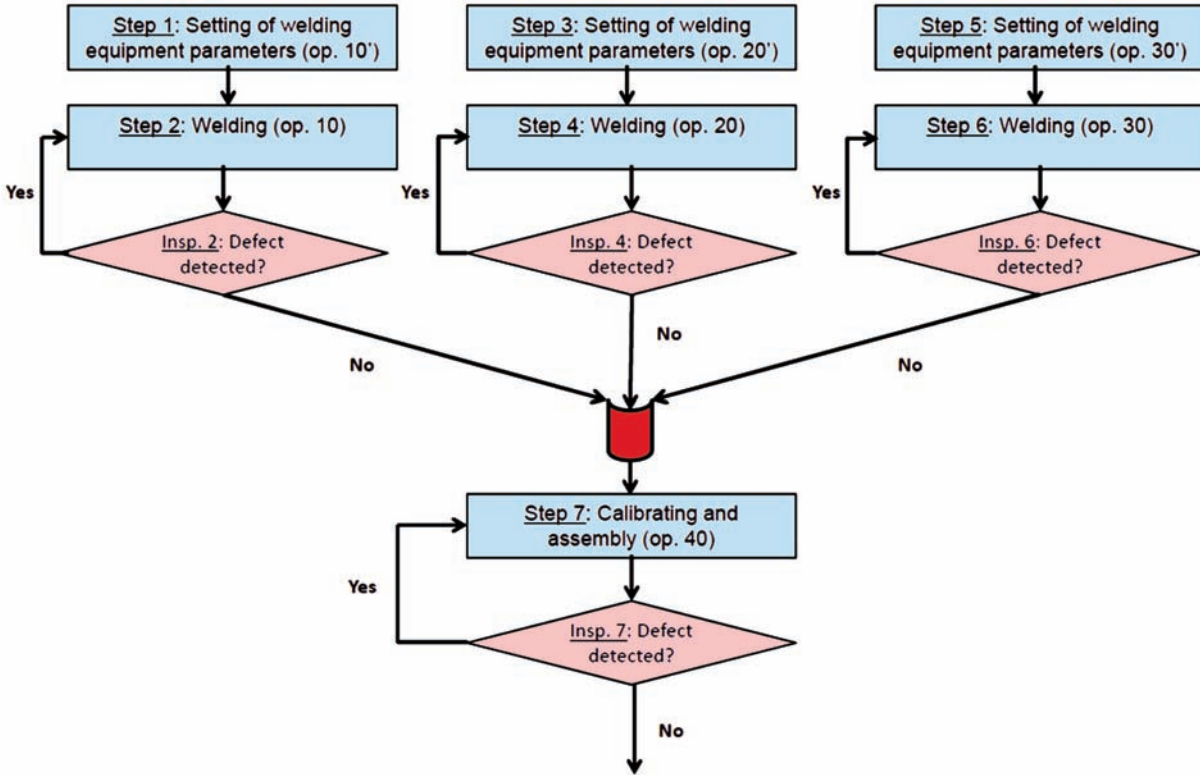 Step 1: Setting of welding
equipment parameters (op. 10')
Step 3: Setting of welding
equipment parameters (op. 20')
Step 5: Setting of welding
equipment parameters (op. 30')
Step 2: Welding (op. 10)
Step 4: Welding (op. 20)
Step 6: Welding (op. 30)
Yes
Yes
Yes
Insp. 2: Defect
detected?
Insp. 4: Defect
detected?
Insp. 6: Defect
detected?
No
No
No
Step 7: Calibrating and
assembly (op. 40)
Yes
Insp. 7: Defect
detected?
No